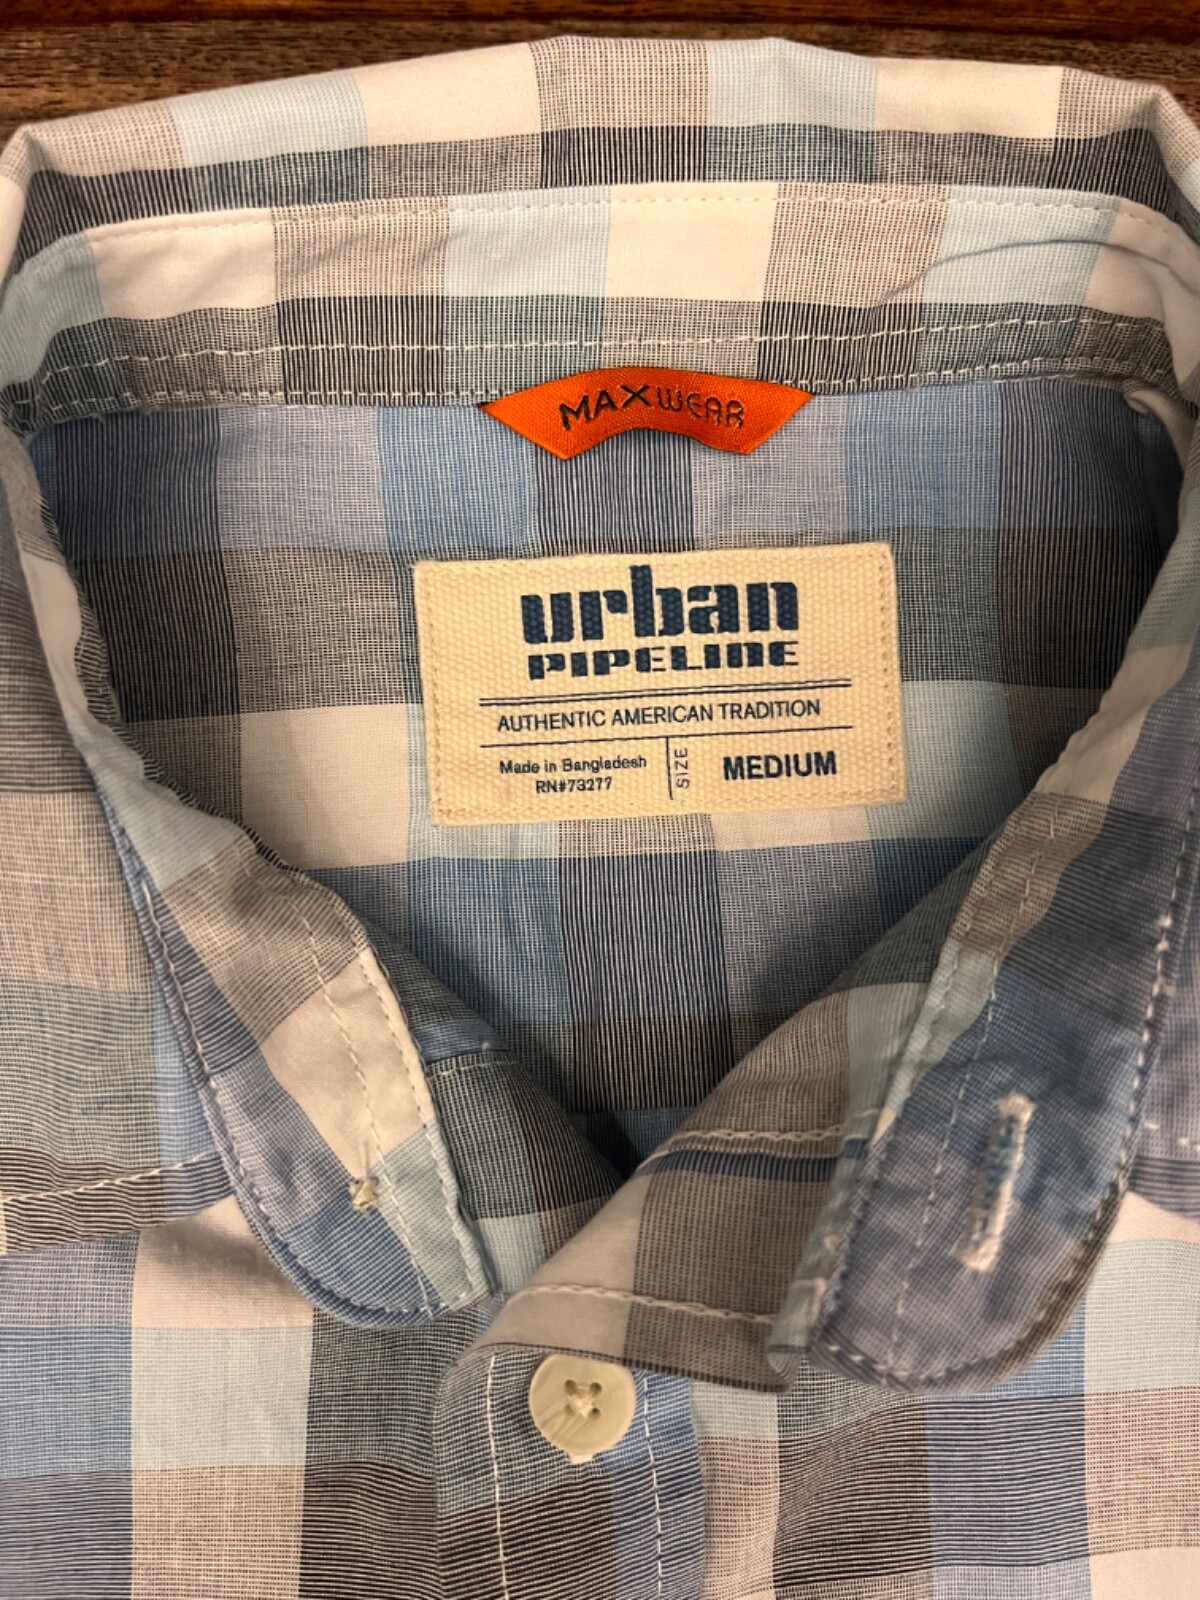 MAXWEAR
urban
PIPELINE
AUTHENTIC AMERICAN TRADITION
Made in Bangladesh
RN#73277
SIZE
MEDIUM